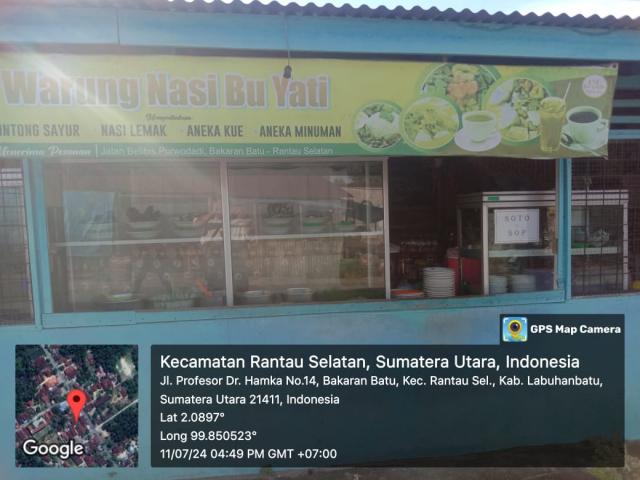 Warung Nasi Bu Yati
Menyediakan
NTONG SAYUR NASI LEMAK ANEKA KUE ANEKA MINUMAN
Menerima Pesanan Jalan Belibis Purwodadi, Bakaran Batu - Rantau Selatan
SOTO
SOP
GPS Map Camera
Kecamatan Rantau Selatan, Sumatera Utara, Indonesia
Jl. Profesor Dr. Hamka No.14, Bakaran Batu, Kec. Rantau Sel., Kab. Labuhanbatu,
Sumatera Utara 21411, Indonesia
Lat 2.0897°
Long 99.850523°
11/07/24 04:49 PM GMT +07:00
Google